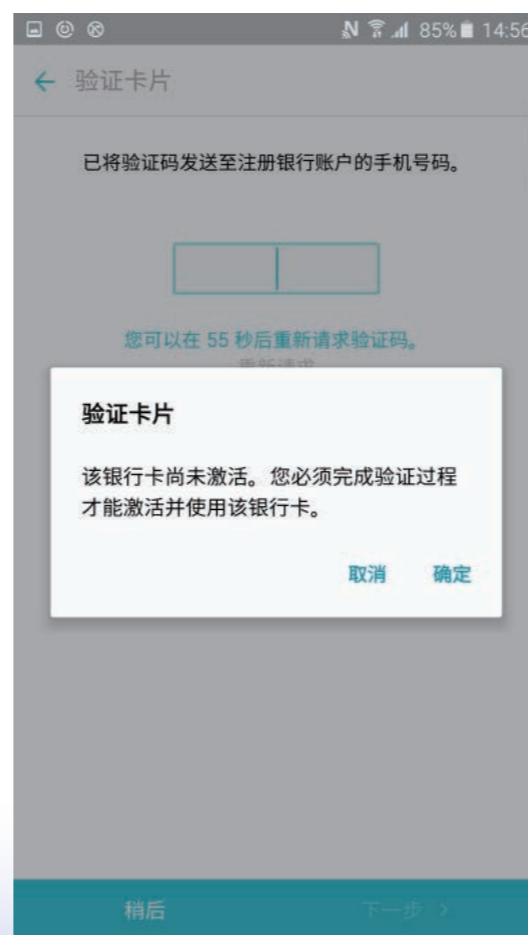 85% 14:56
验证卡片
已将验证码发送至注册银行账户的手机号码。
您可以在 55 秒后重新请求验证码。
重新请求
验证卡片
该银行卡尚未激活。您必须完成验证过程
才能激活并使用该银行卡。
取消 确定
稍后 下一步 >